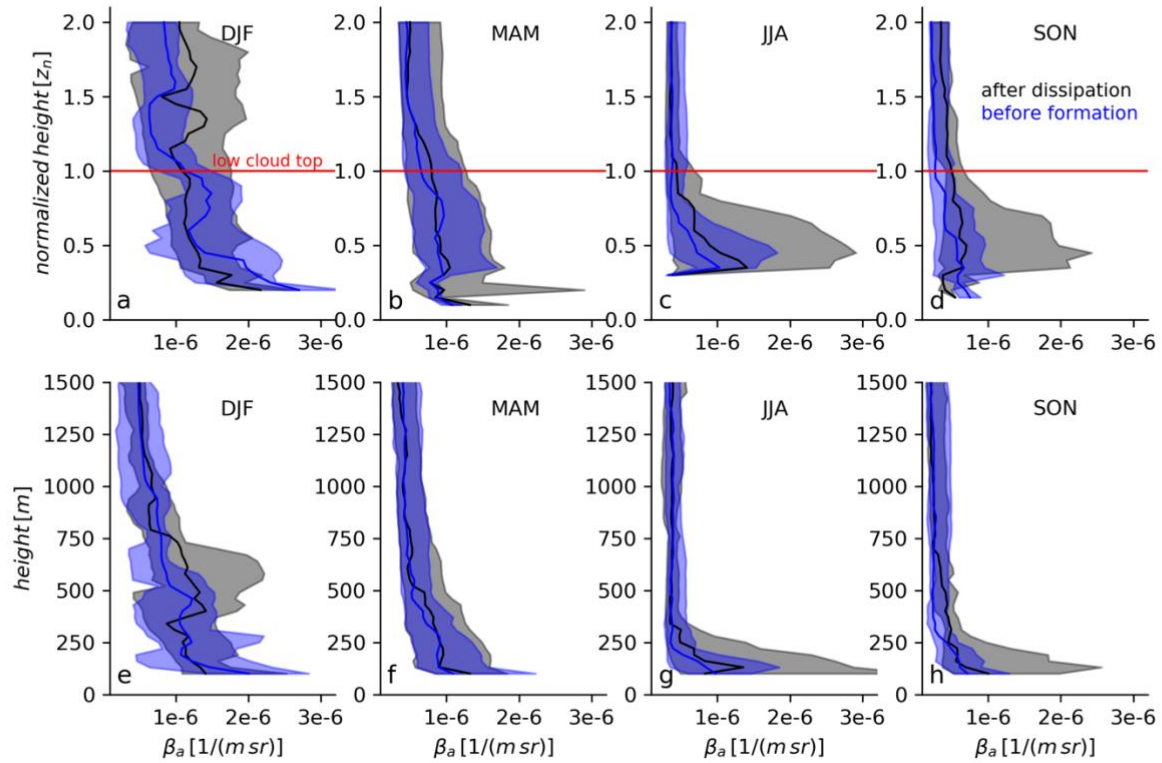 DJF
MAM
JJA
SON
after dissipation
before formation
low cloud top
normalized height [z_n]
2.0
1.5
1.0
0.5
0.0
2.0
1.5
1.0
0.5
0.0
2.0
1.5
1.0
0.5
0.0
2.0
1.5
1.0
0.5
0.0
a
b
c
d
1e-6 2e-6 3e-6
1e-6 2e-6 3e-6
1e-6 2e-6 3e-6
1e-6 2e-6 3e-6
DJF
MAM
JJA
SON
height [m]
1500
1250
1000
750
500
250
0
1500
1250
1000
750
500
250
0
1500
1250
1000
750
500
250
0
1500
1250
1000
750
500
250
0
e
f
g
h
1e-6 2e-6 3e-6
1e-6 2e-6 3e-6
1e-6 2e-6 3e-6
1e-6 2e-6 3e-6
β_a [1/(m sr)]
β_a [1/(m sr)]
β_a [1/(m sr)]
β_a [1/(m sr)]